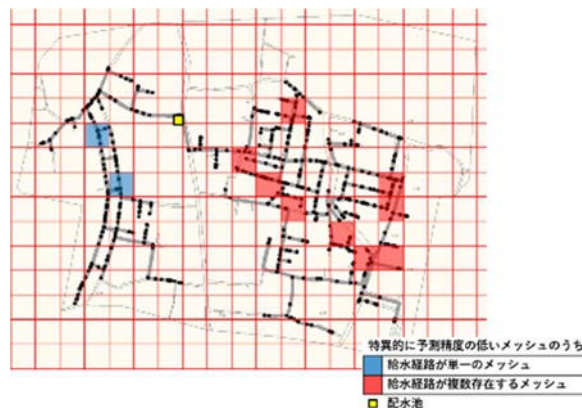 特異的に予測精度の低いメッシュのうち
給水経路が単一のメッシュ
給水経路が複数存在するメッシュ
配水池